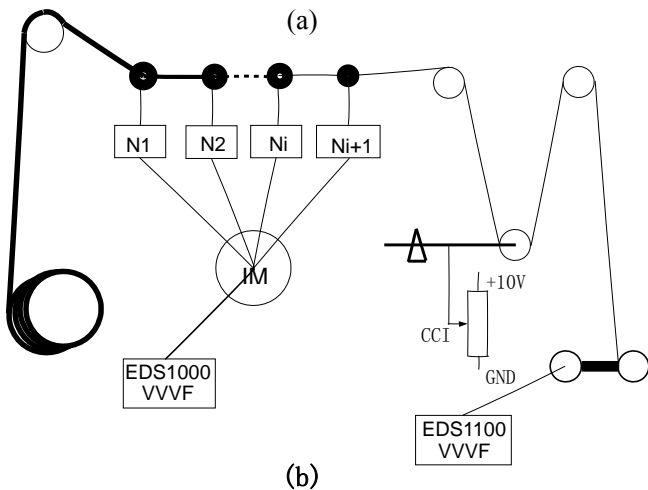 (a)
N1 N2 Ni Ni+1
IM
+10V
CCI
GND
EDS1000
VVVF
EDS1100
VVVF
(b)